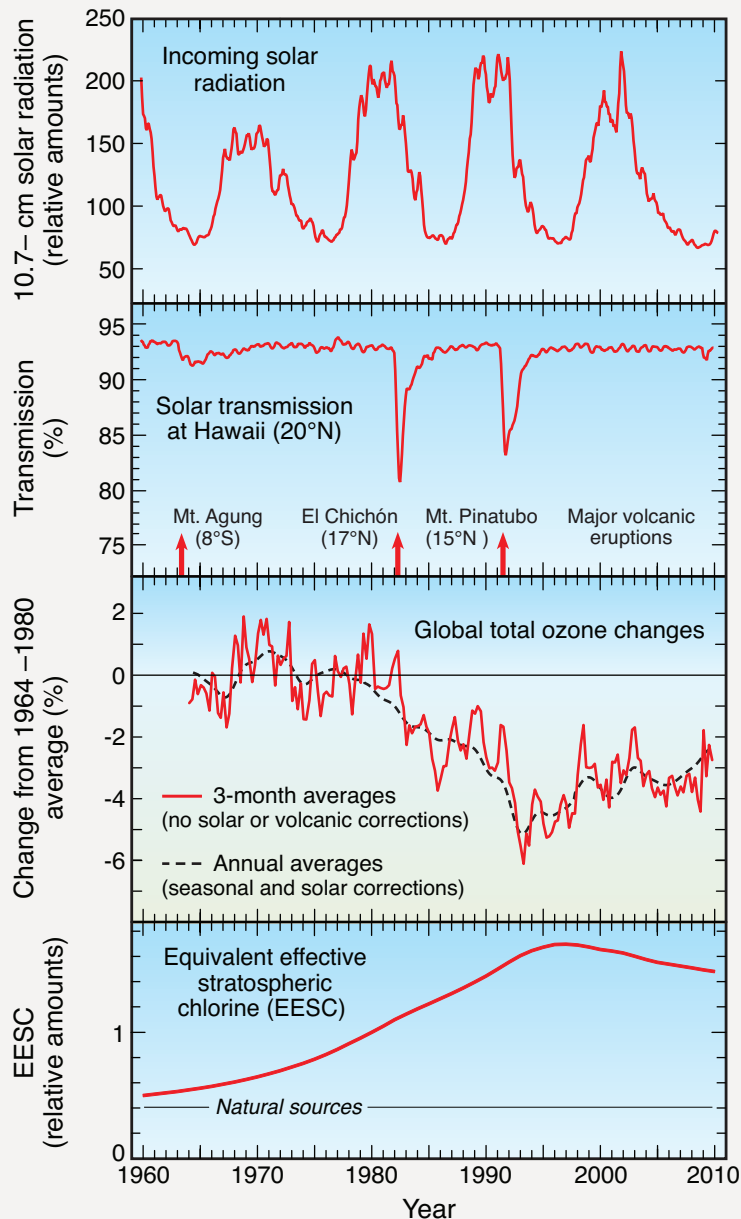 10.7– cm solar radiation
(relative amounts)
250
200
150
100
50
Incoming solar
radiation
Transmission
(%)
95
90
85
80
75
Solar transmission
at Hawaii (20°N)
Mt. Agung
(8°S)
El Chichón
(17°N)
Mt. Pinatubo
(15°N )
Major volcanic
eruptions
Change from 1964 –1980
average (%)
2
0
-2
-4
-6
Global total ozone changes
3-month averages
(no solar or volcanic corrections)
Annual averages
(seasonal and solar corrections)
EESC
(relative amounts)
1
0
Equivalent effective
stratospheric
chlorine (EESC)
Natural sources
1960 1970 1980 1990 2000 2010
Year